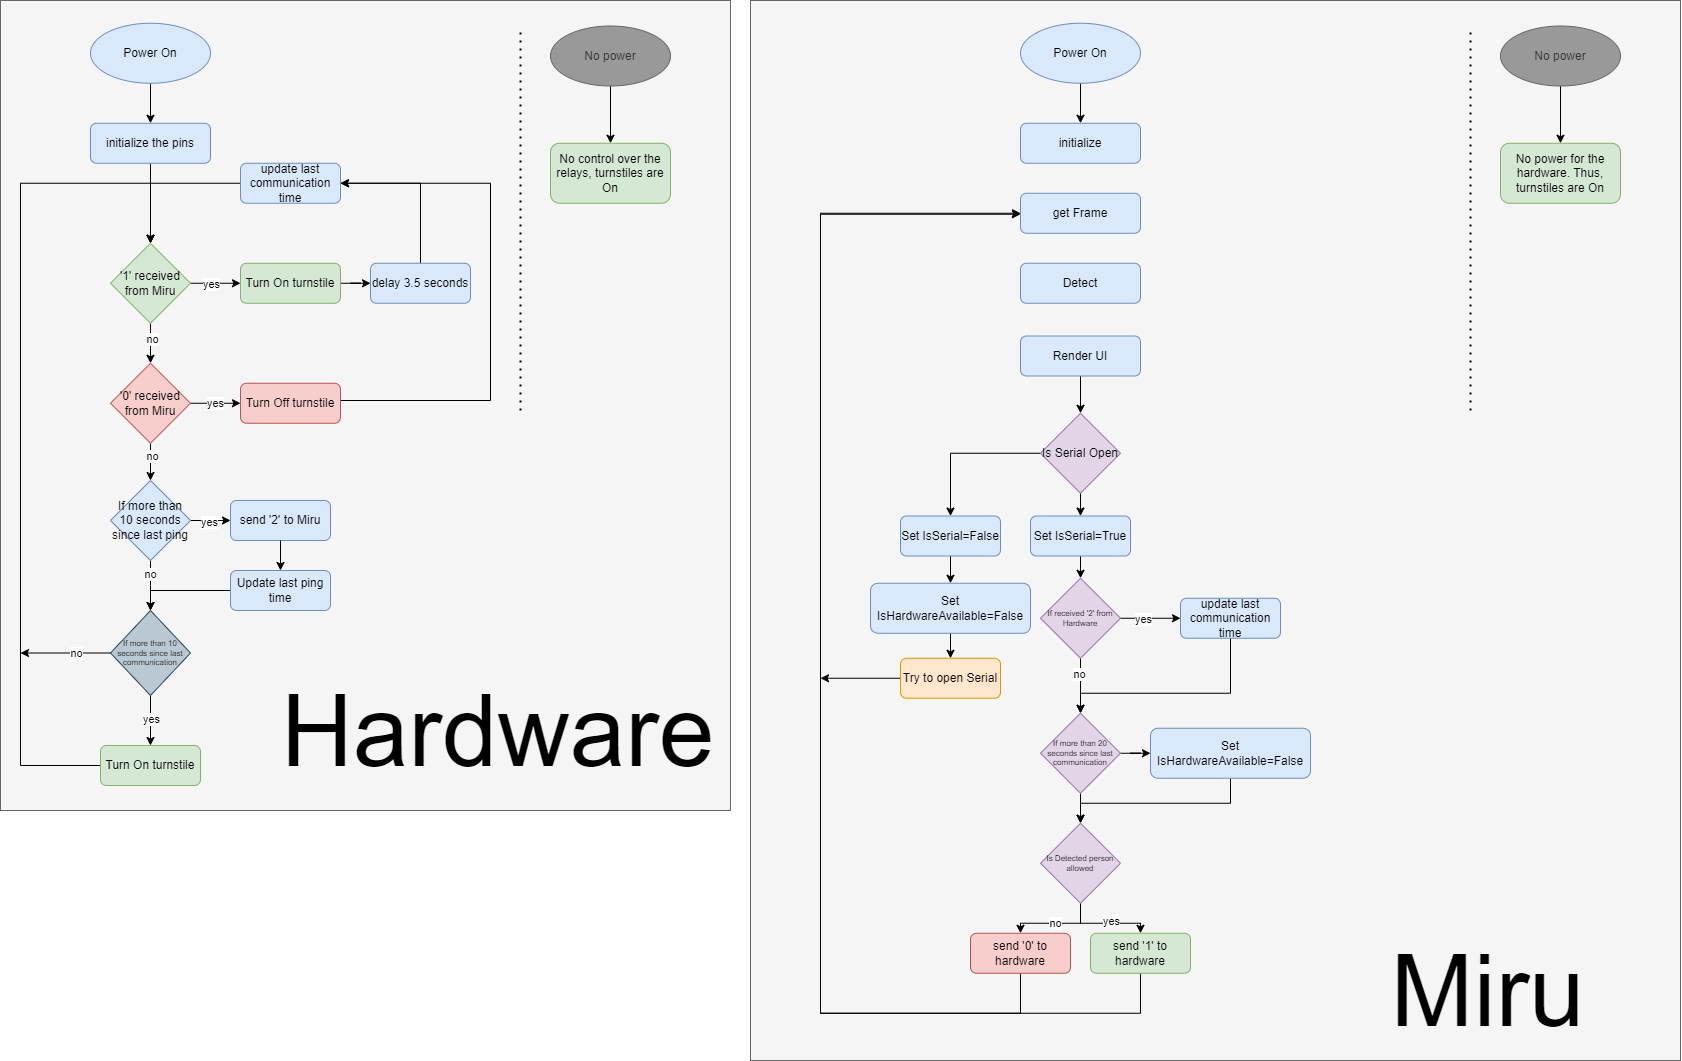 Power On
No power
initialize the pins
No control over the
relays, turnstiles are
On
update last
communication
time
'1' received
from Miru
yes
Turn On turnstile
delay 3.5 seconds
no
'0' received
from Miru
yes
Turn Off turnstile
no
If more than
10 seconds
since last ping
yes
send '2' to Miru
no
Update last ping
time
If more than 10
seconds since last
communication
no
yes
Turn On turnstile
Hardware
Power On
No power
initialize
No power for the
hardware. Thus,
turnstiles are On
get Frame
Detect
Render UI
Is Serial Open
Set IsSerial=False
Set IsSerial=True
Set
IsHardwareAvailable=False
If received '2' from
Hardware
yes
update last
communication
time
Try to open Serial
no
If more than 20
seconds since last
communication
Set
IsHardwareAvailable=False
Is Detected person
allowed
no
yes
send '0' to
hardware
send '1' to
hardware
Miru